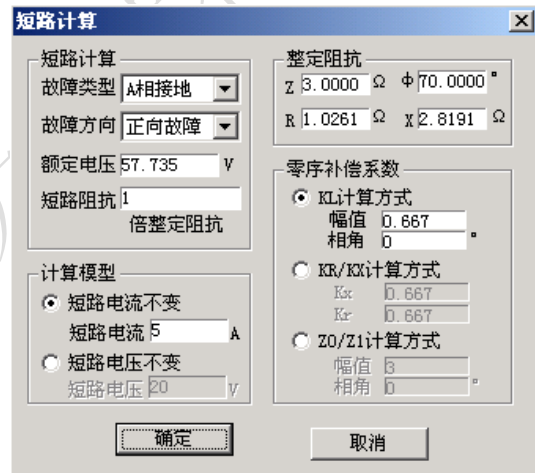 短路计算
短路计算
故障类型 A相接地
故障方向 正向故障
额定电压 57.735 V
短路阻抗 1
倍整定阻抗
计算模型
短路电流不变
短路电流 5 A
短路电压不变
短路电压 20 V
整定阻抗
Z 3.0000 Ω Φ 70.0000 °
R 1.0261 Ω X 2.8191 Ω
零序补偿系数
KL计算方式
幅值 0.667
相角 0 °
KR/KX计算方式
Kx 0.667
Kr 0.667
Z0/Z1计算方式
幅值 3
相角 0 °
确定
取消